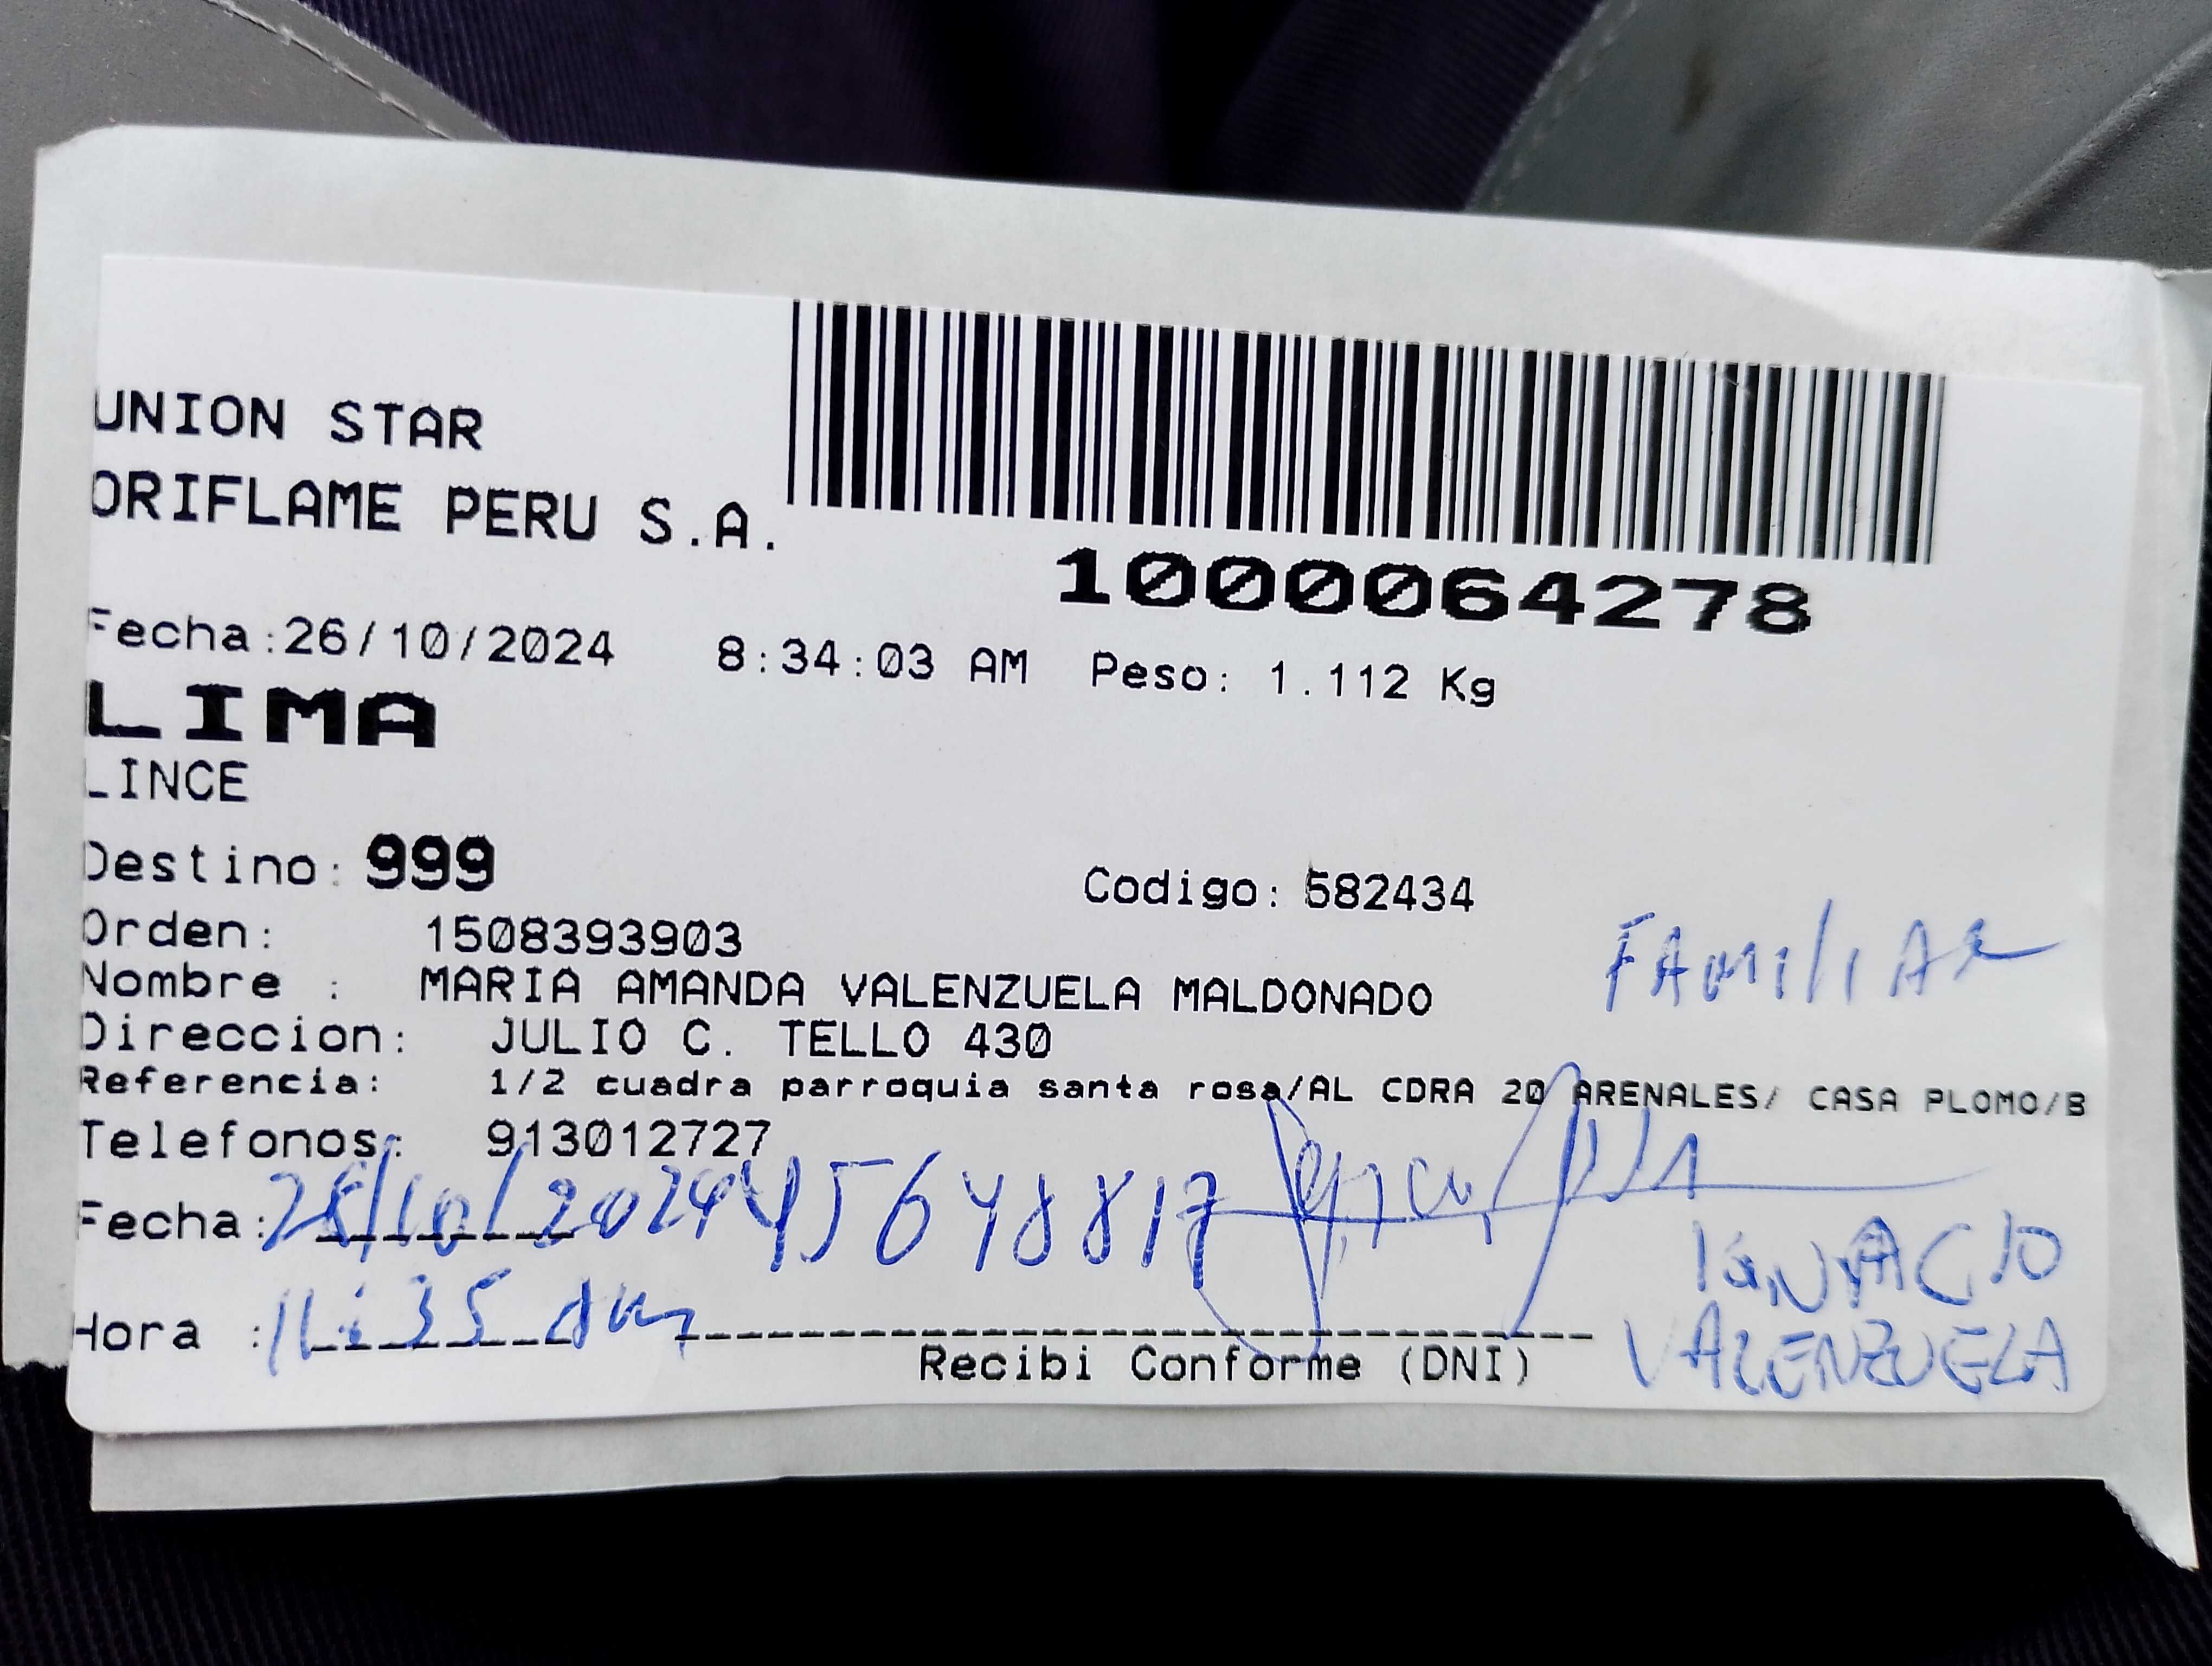 UNION STAR
ORIFLAME PERU S.A.
1000064278
Fecha:26/10/2024 8:34:03 AM Peso: 1.112 Kg
LIMA
LINCE
Destino: 999 Codigo: 582434
Orden: 1508393903
FAMILIAR
Nombre : MARIA AMANDA VALENZUELA MALDONADO
Direccion: JULIO C. TELLO 430
Referencia: 1/2 cuadra parroquia santa rosa/AL CDRA 20 ARENALES/ CASA PLOMO/B
Telefonos: 913012727
Fecha: 28/10/2024 45648817
IGNACIO
Hora : 11:35 am
VALENZUELA
Recibi Conforme (DNI)